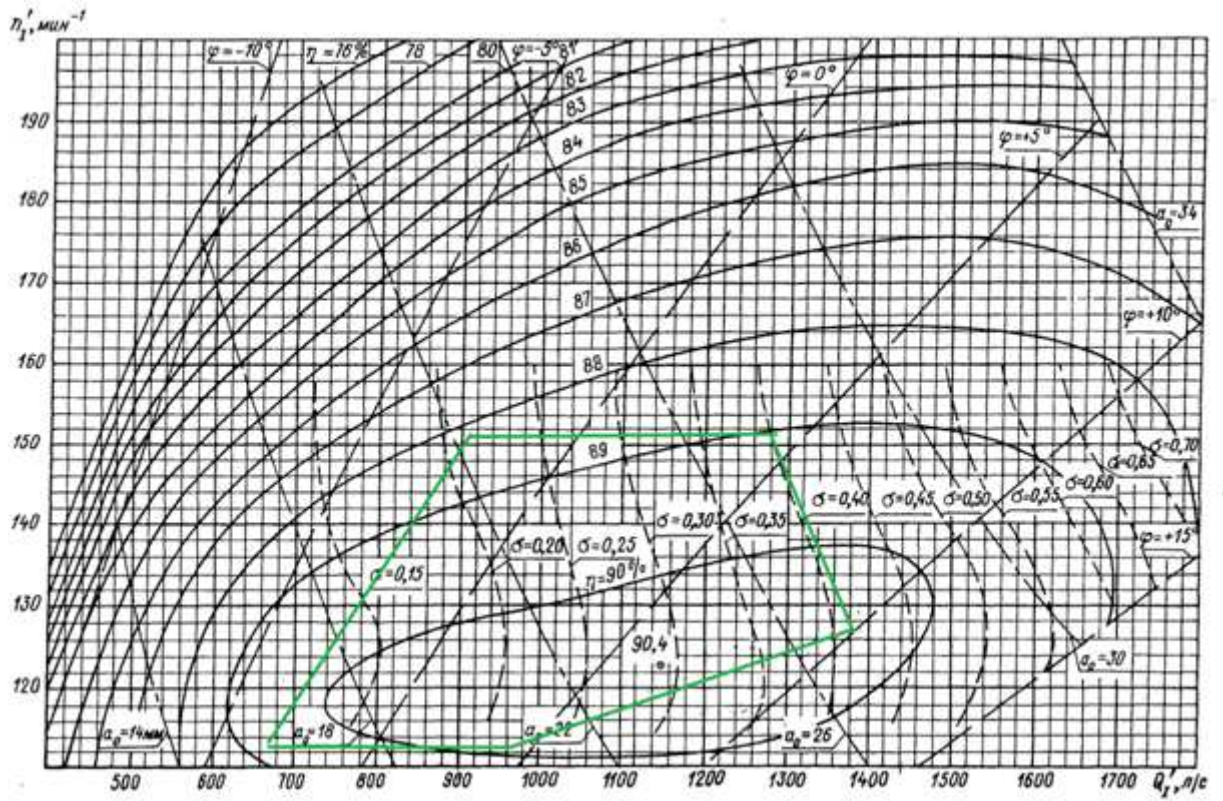 n'_I, мин⁻¹
φ=-10° η=76% 78 80 φ=-5° 81
82
83
84
85
86
87
88
89
φ=0°
φ=+5°
a₀=34
φ=+10°
190
180
170
160
150
140
130
120
σ=0,70
σ=0,65
σ=0,60
σ=0,55
σ=0,50
σ=0,45
σ=0,40
σ=0,35
σ=0,30
σ=0,25
σ=0,20
σ=0,15
η=90%
φ=+15°
90,4
a₀=14мм a₀=18 a₀=22 a₀=26 a₀=30
500 600 700 800 900 1000 1100 1200 1300 1400 1500 1600 1700 Q'_I, л/с